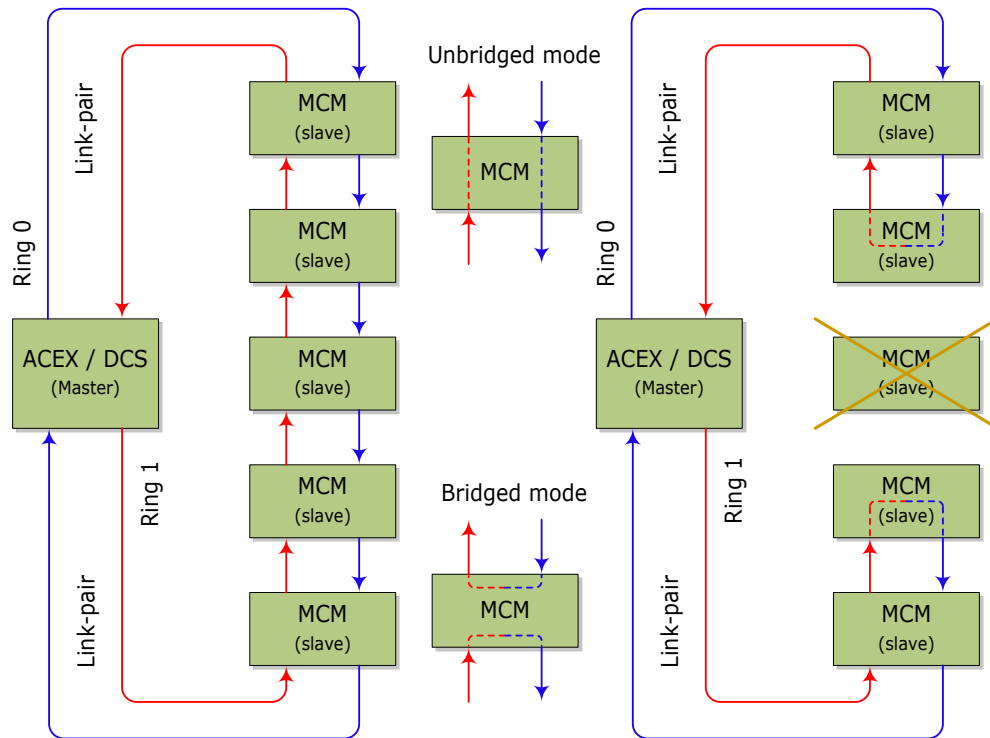 Ring 0
Link-pair
ACEX / DCS
(Master)
Ring 1
Link-pair
MCM
(slave)
MCM
(slave)
MCM
(slave)
MCM
(slave)
MCM
(slave)
Unbridged mode
MCM
Bridged mode
MCM
Ring 0
Link-pair
ACEX / DCS
(Master)
Ring 1
Link-pair
MCM
(slave)
MCM
(slave)
MCM
(slave)
MCM
(slave)
MCM
(slave)